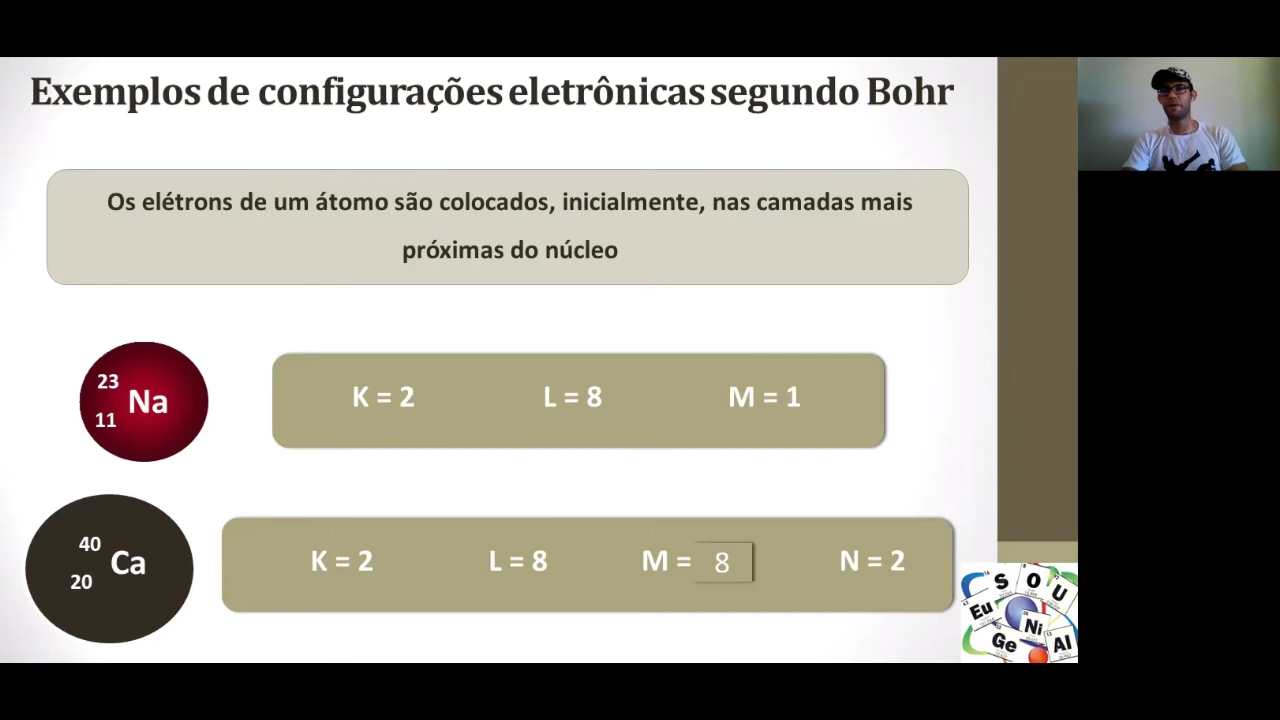 Exemplos de configurações eletrônicas segundo Bohr
Os elétrons de um átomo são colocados, inicialmente, nas camadas mais
próximas do núcleo
23
11 Na
K = 2 L = 8 M = 1
40
20 Ca
K = 2 L = 8 M = 8 N = 2
S O U
Eu Ni
Ge Al